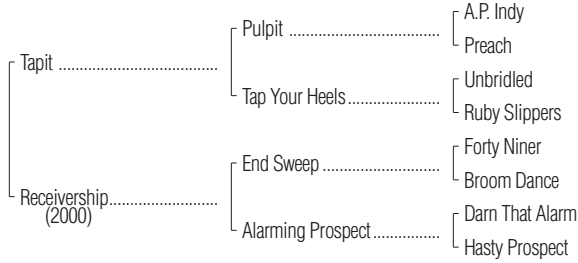 A.P. Indy
Pulpit ..............................
Preach
Tapit ................................
Unbridled
Tap Your Heels..................
Ruby Slippers
Forty Niner
End Sweep .......................
Broom Dance
Receivership......................
(2000)
Darn That Alarm
Alarming Prospect.............
Hasty Prospect